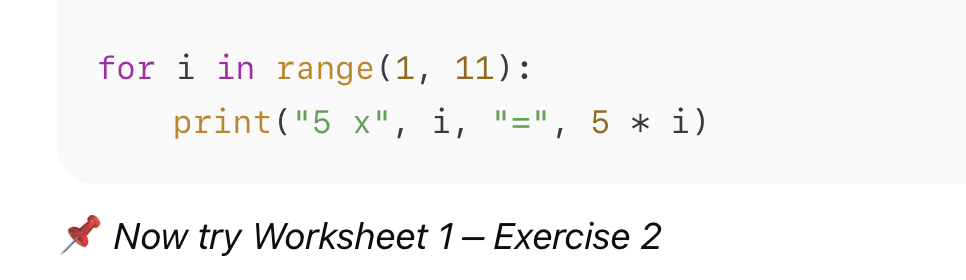 for i in range(1, 11):
    print("5 x", i, "=", 5 * i)
📌 Now try Worksheet 1 – Exercise 2